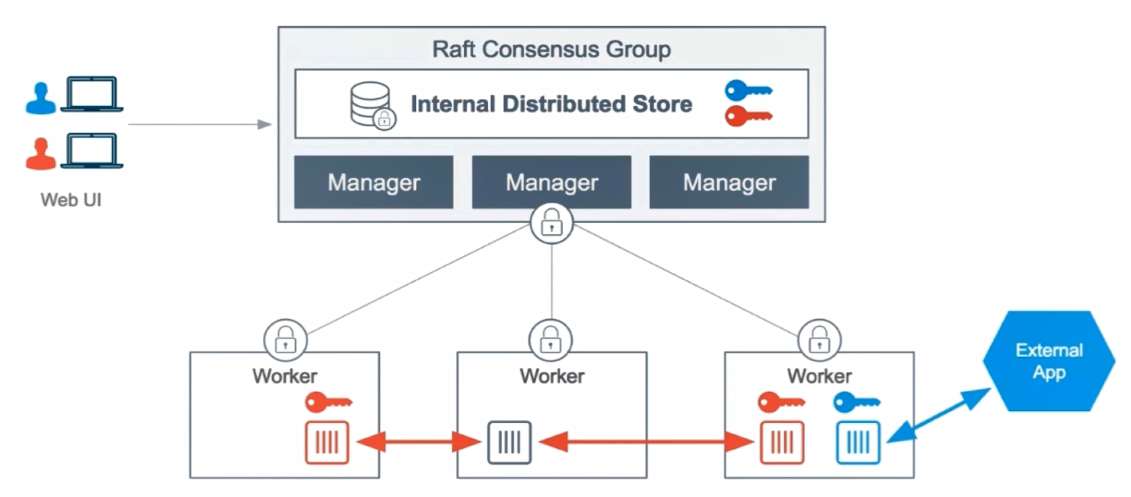 Raft Consensus Group
Internal Distributed Store
Manager Manager Manager
Web UI
Worker Worker Worker
External
App